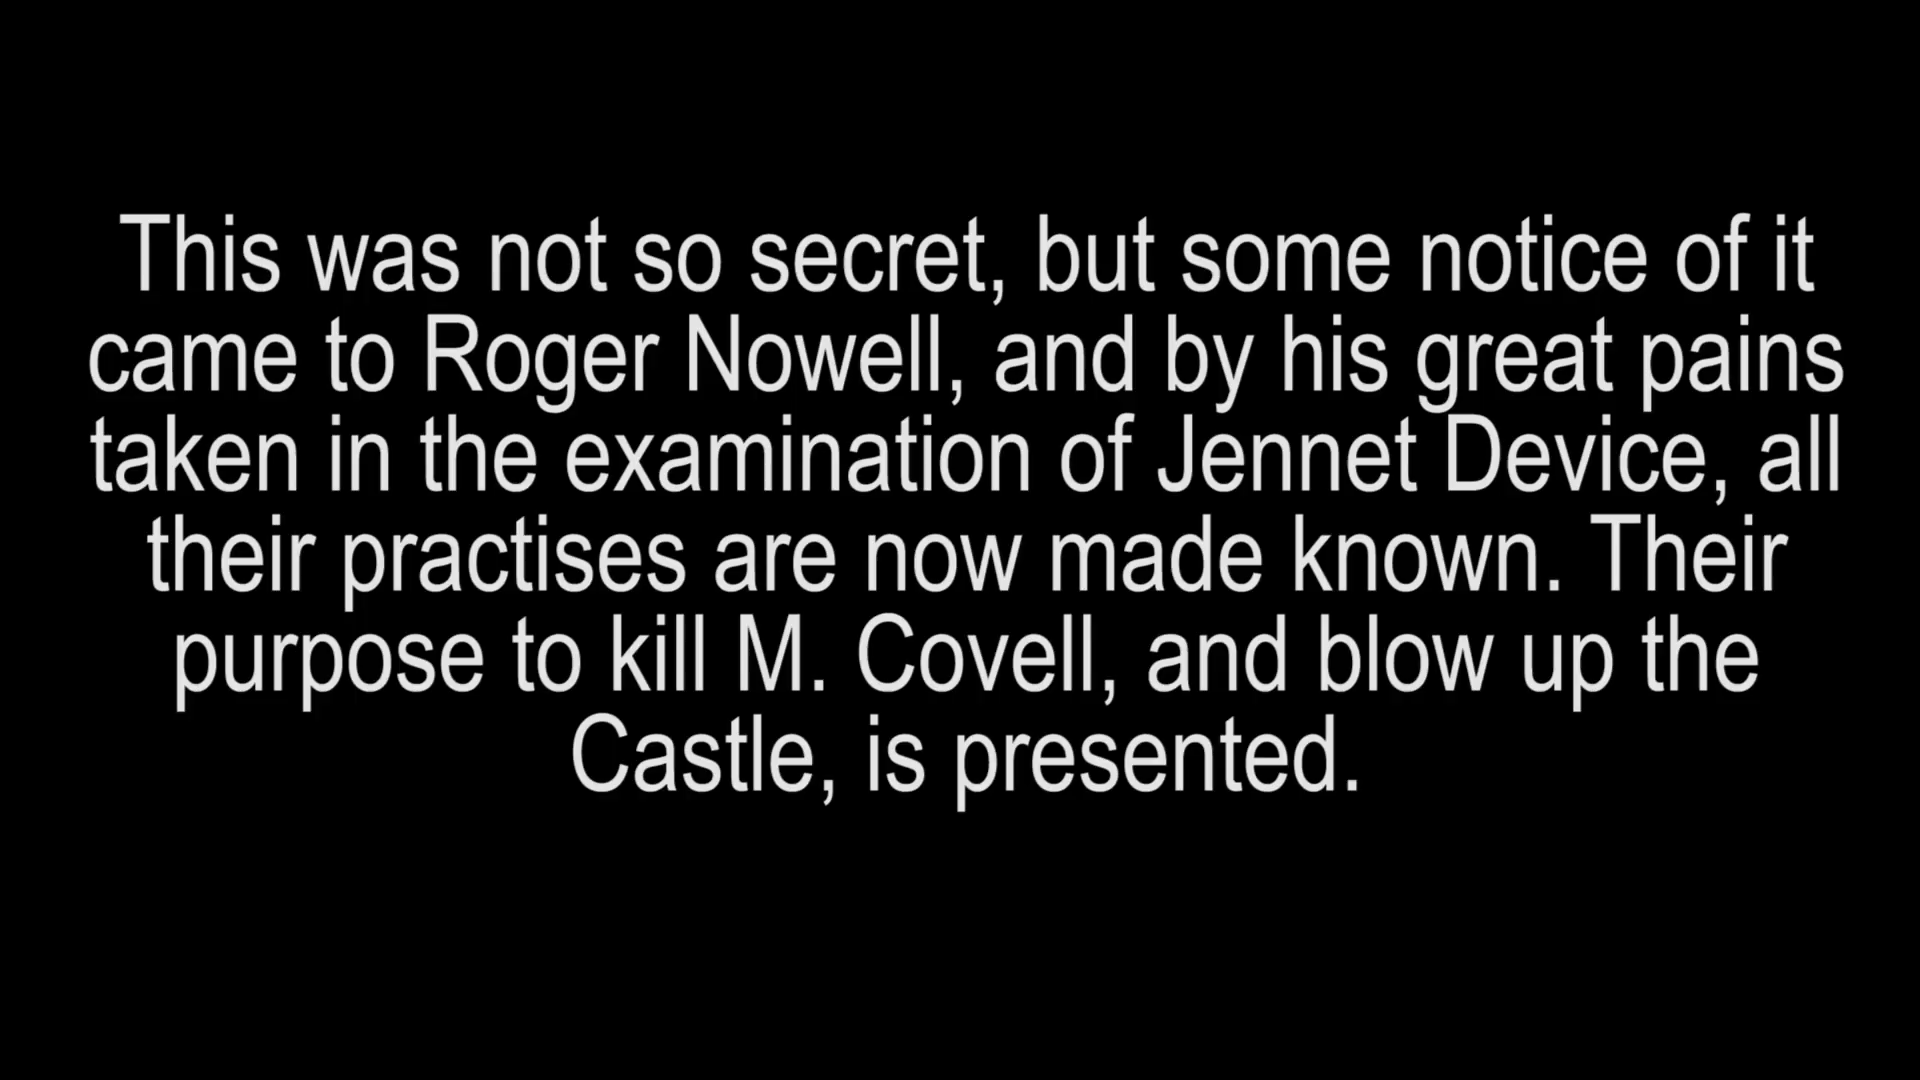 This was not so secret, but some notice of it
came to Roger Nowell, and by his great pains
taken in the examination of Jennet Device, all
their practises are now made known. Their
purpose to kill M. Covell, and blow up the
Castle, is presented.